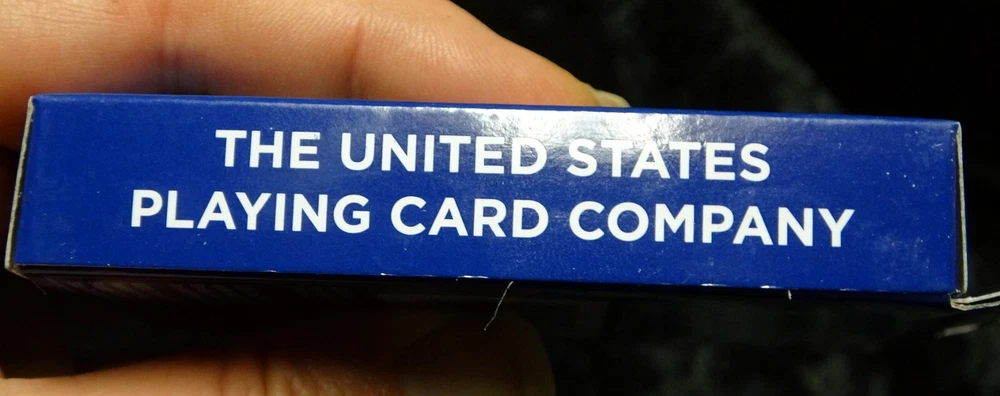 THE UNITED STATES
PLAYING CARD COMPANY